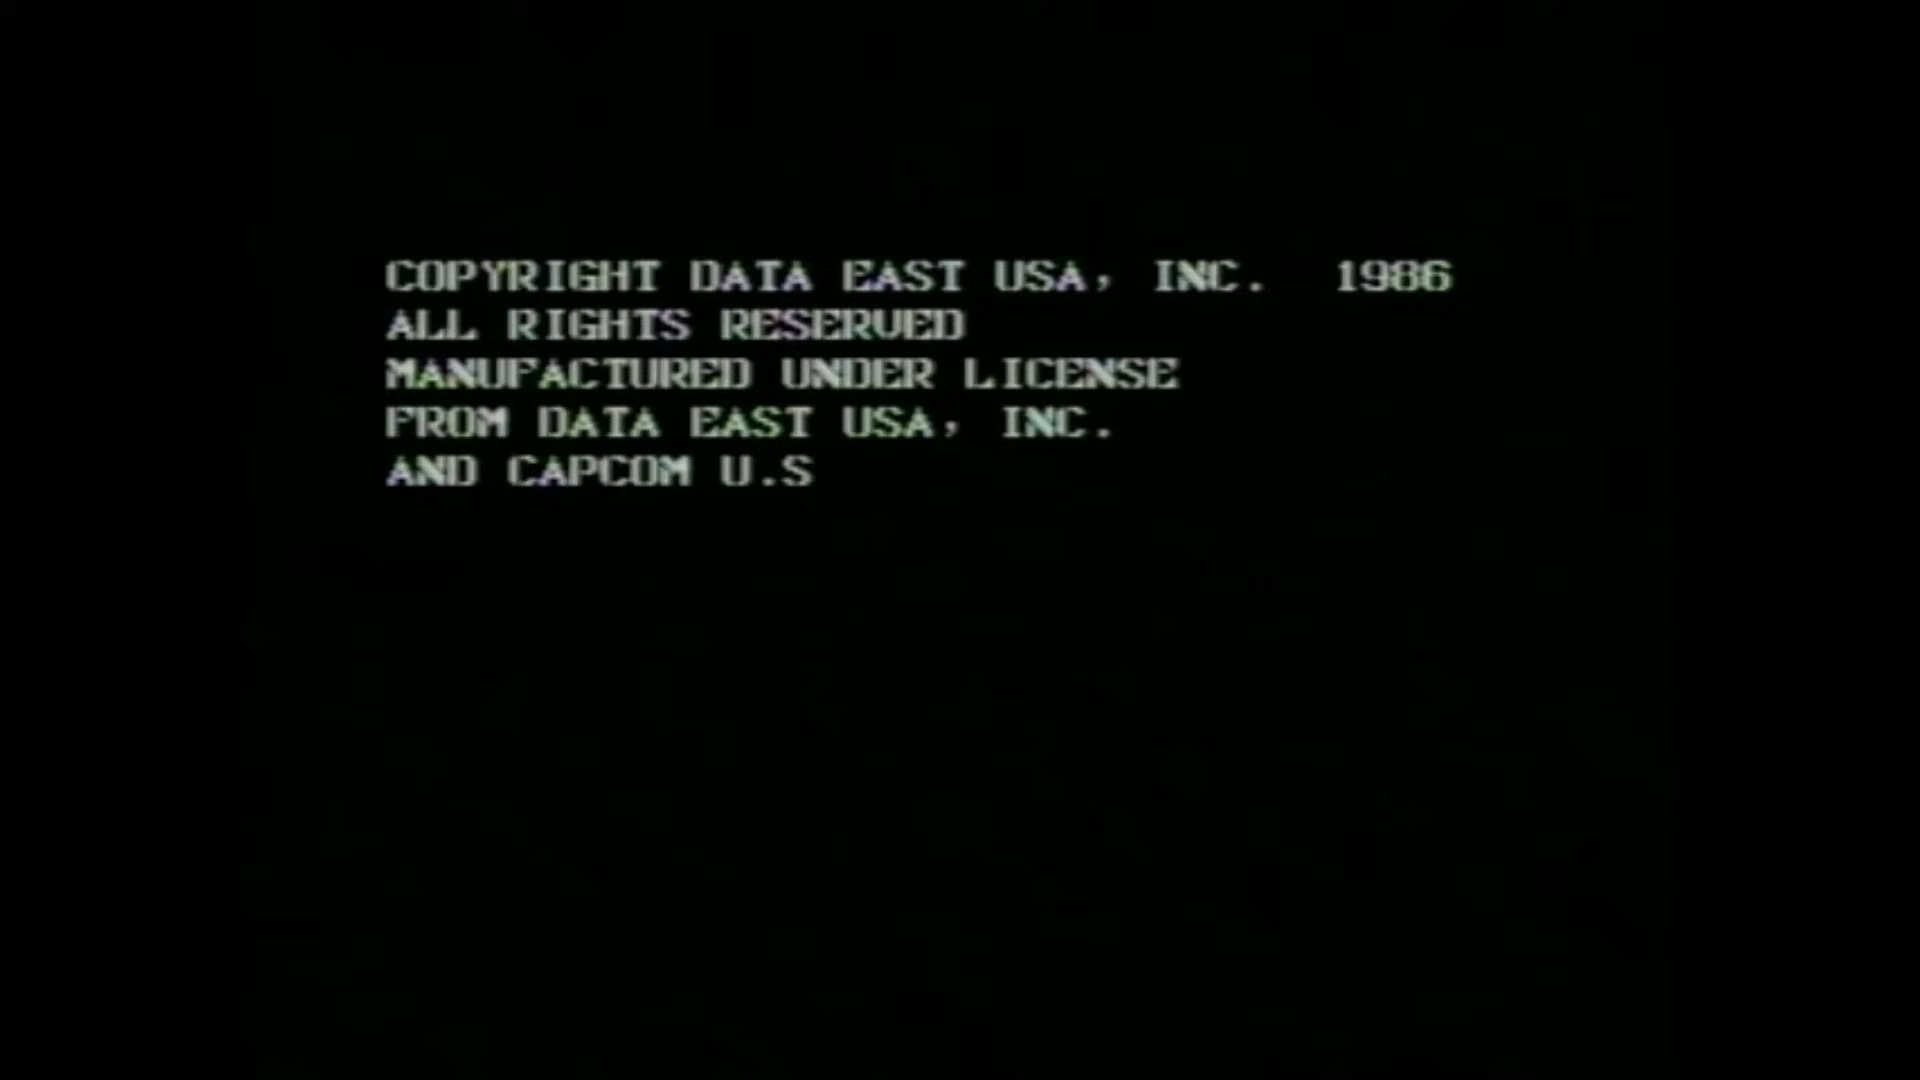 COPYRIGHT DATA EAST USA, INC. 1986
ALL RIGHTS RESERVED
MANUFACTURED UNDER LICENSE
FROM DATA EAST USA, INC.
AND CAPCOM U.S